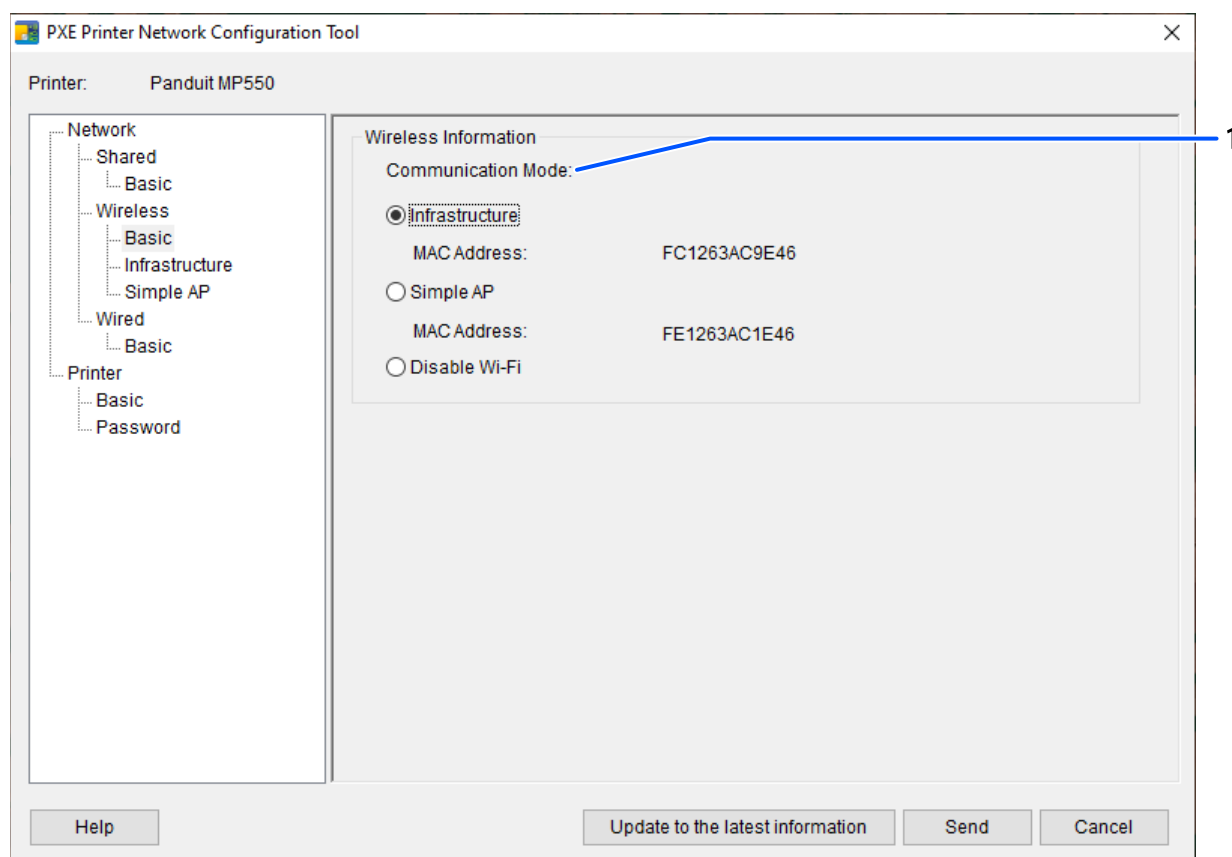 PXE Printer Network Configuration Tool
Printer: Panduit MP550
Network
Shared
Basic
Wireless
Basic
Infrastructure
Simple AP
Wired
Basic
Printer
Basic
Password
Wireless Information
Communication Mode:
1
Infrastructure
MAC Address: FC1263AC9E46
Simple AP
MAC Address: FE1263AC1E46
Disable Wi-Fi
Help Update to the latest information Send Cancel